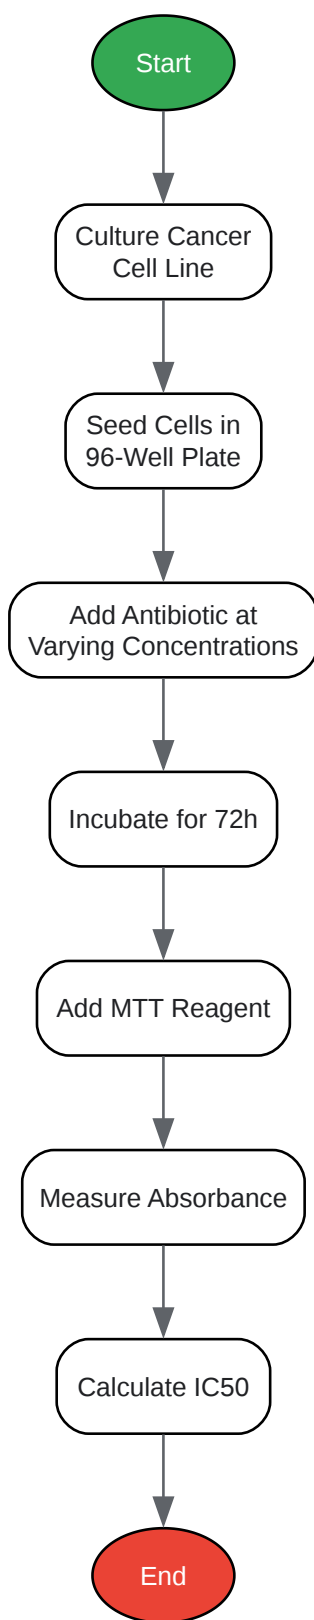 Start
Culture Cancer
Cell Line
Seed Cells in
96-Well Plate
Add Antibiotic at
Varying Concentrations
Incubate for 72h
Add MTT Reagent
Measure Absorbance
Calculate IC50
End